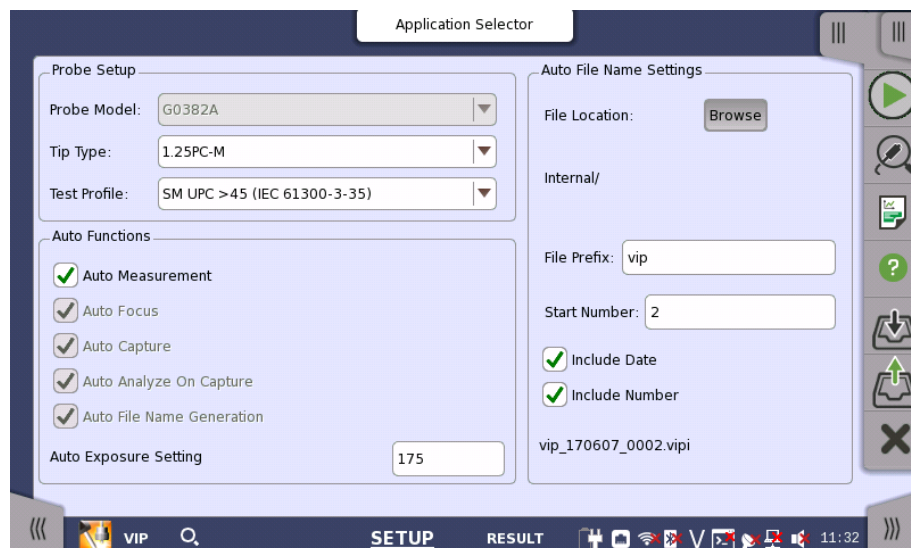 Application Selector
Probe Setup
Probe Model: G0382A
Tip Type: 1.25PC-M
Test Profile: SM UPC >45 (IEC 61300-3-35)
Auto Functions
Auto Measurement
Auto Focus
Auto Capture
Auto Analyze On Capture
Auto File Name Generation
Auto Exposure Setting 175
Auto File Name Settings
File Location: Browse
Internal/
File Prefix: vip
Start Number: 2
Include Date
Include Number
vip_170607_0002.vipi
VIP SETUP RESULT V 11:32